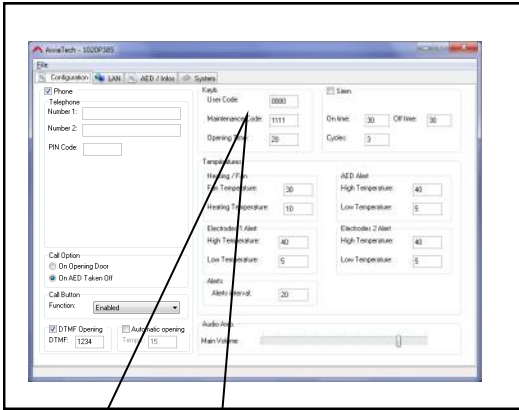 AiviaTech - 1020P385
File
Configuration LAN AED / Infos System
Phone
Telephone
Number 1:
Number 2:
PIN Code:
Call Option
On Opening Door
On AED Taken Off
Call Button
Function: Enabled
DTMF Opening
DTMF: 1234
Automatic opening
Tempo: 15
Keyb.
User Code: 0000
Maintenance Code: 1111
Opening Time: 20
Siren
On time: 30 Off time: 30
Cycles: 3
Temperatures
Heating / Fan
Fan Temperature: 30
Heating Temperature: 10
AED Alert
High Temperature: 40
Low Temperature: 5
Electrodes 1 Alert
High Temperature: 40
Low Temperature: 5
Electrodes 2 Alert
High Temperature: 40
Low Temperature: 5
Alerts
Alerts interval: 20
Audio Amp.
Main Volume: